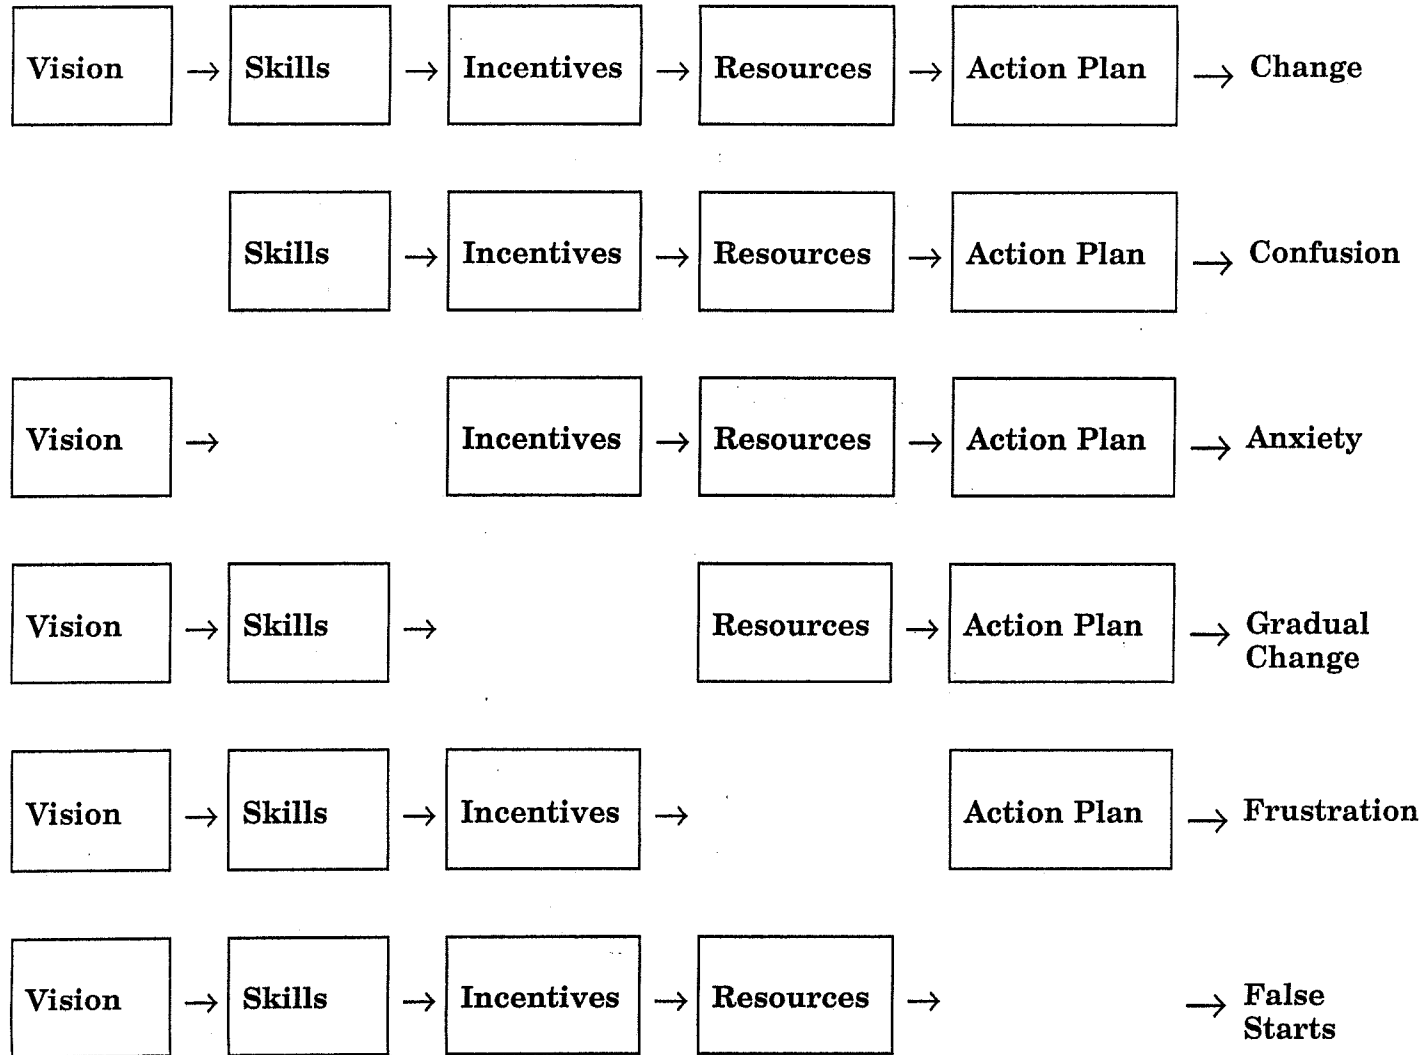 Vision → Skills → Incentives → Resources → Action Plan → Change
Skills → Incentives → Resources → Action Plan → Confusion
Vision → Incentives → Resources → Action Plan → Anxiety
Vision → Skills → Resources → Action Plan → Gradual
Change
Vision → Skills → Incentives → Action Plan → Frustration
Vision → Skills → Incentives → Resources → → False
Starts